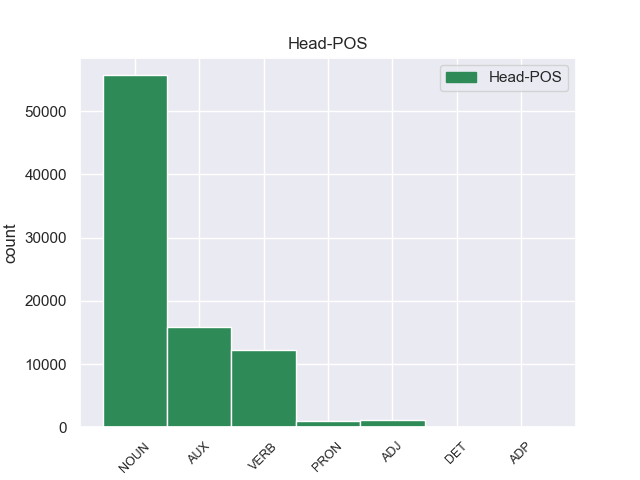 Head-POS
Head-POS
count
50000
40000
30000
20000
10000
0
NOUN AUX VERB PRON ADJ DET ADP